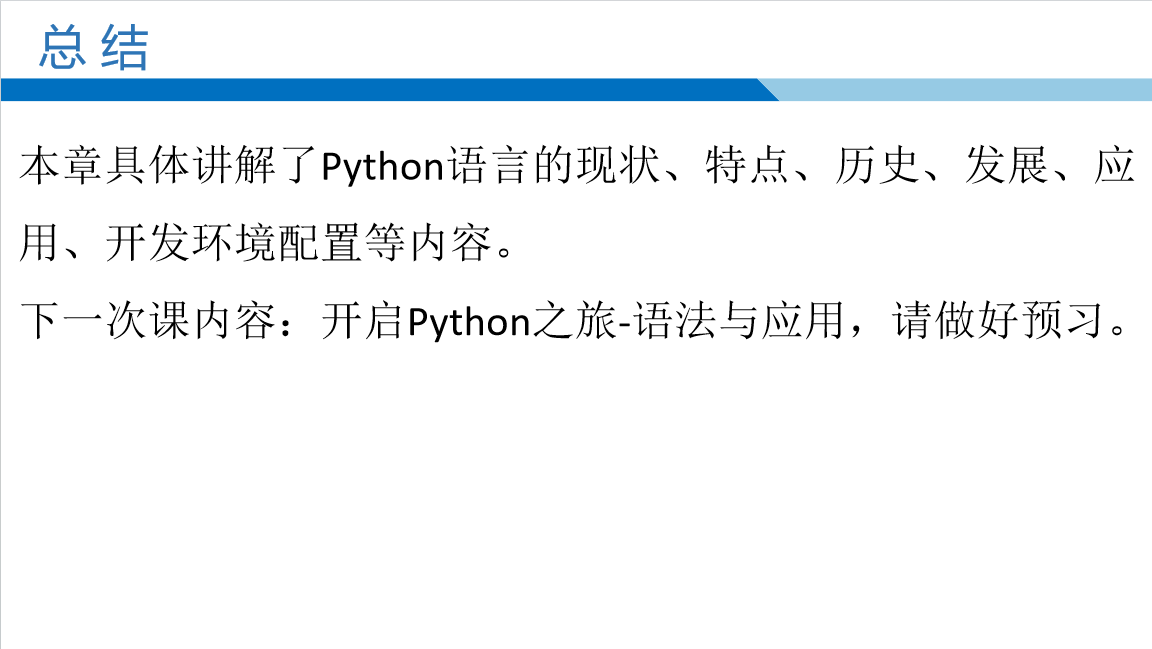 总 结
本章具体讲解了Python语言的现状、特点、历史、发展、应
用、开发环境配置等内容。
下一次课内容：开启Python之旅-语法与应用，请做好预习。